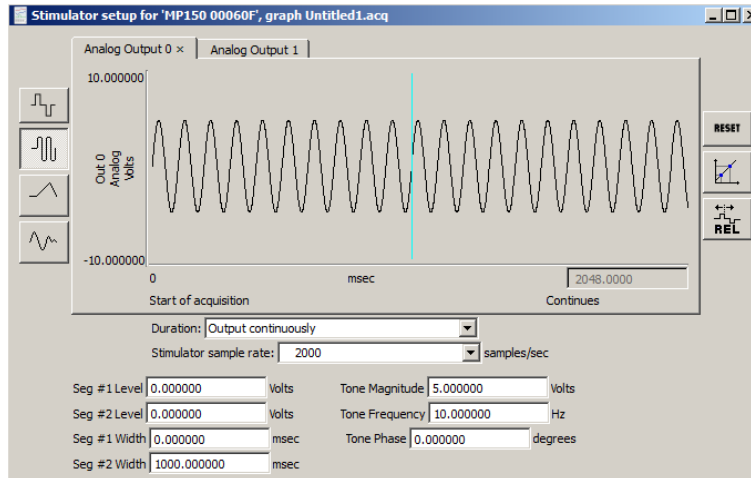 Stimulator setup for 'MP150 00060F', graph Untitled1.acq
Analog Output 0 × Analog Output 1
10.000000
Out 0
Analog
Volts
-10.000000
0 msec 2048.0000
Start of acquisition Continues
RESET
REL
Duration: Output continuously
Stimulator sample rate: 2000 samples/sec
Seg #1 Level 0.000000 Volts Tone Magnitude 5.000000 Volts
Seg #2 Level 0.000000 Volts Tone Frequency 10.000000 Hz
Seg #1 Width 0.000000 msec Tone Phase 0.000000 degrees
Seg #2 Width 1000.000000 msec